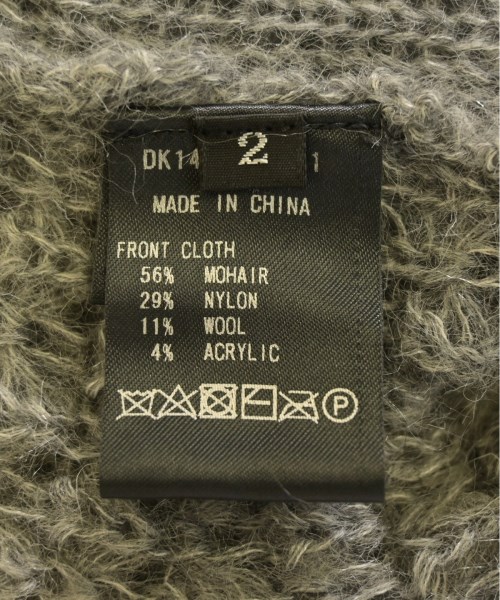 2
DK14 1
MADE IN CHINA
FRONT CLOTH
56% MOHAIR
29% NYLON
11% WOOL
4% ACRYLIC
P